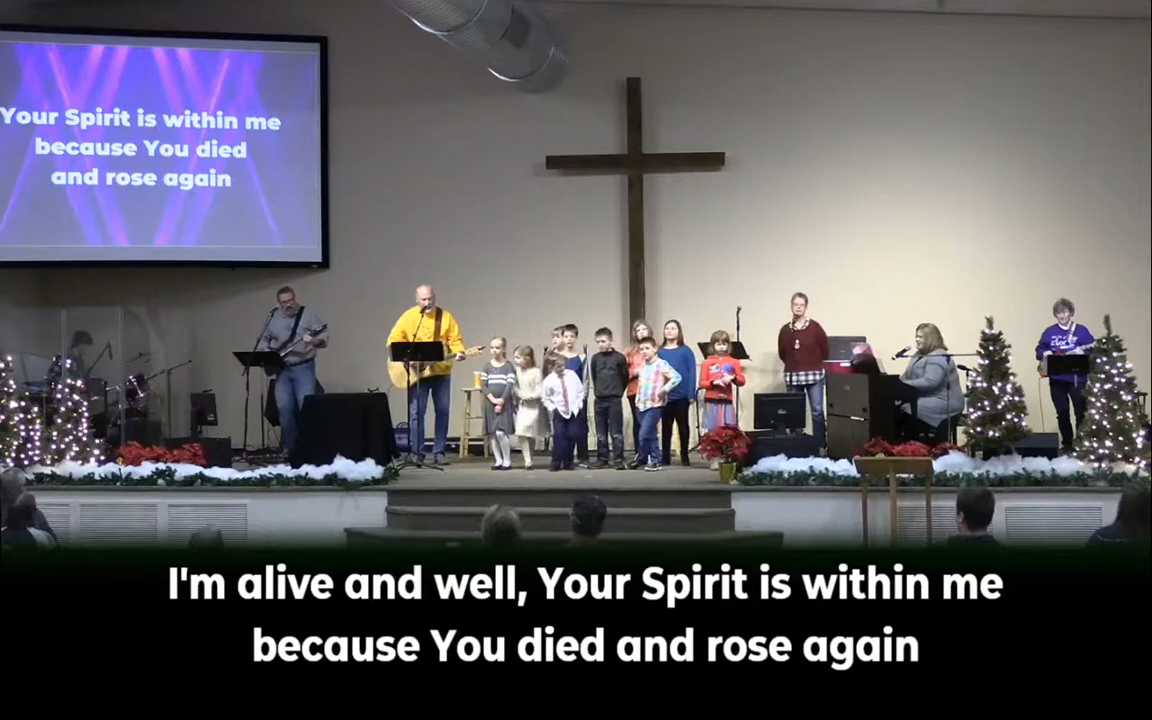 Your Spirit is within me
because You died
and rose again
I'm alive and well, Your Spirit is within me
because You died and rose again